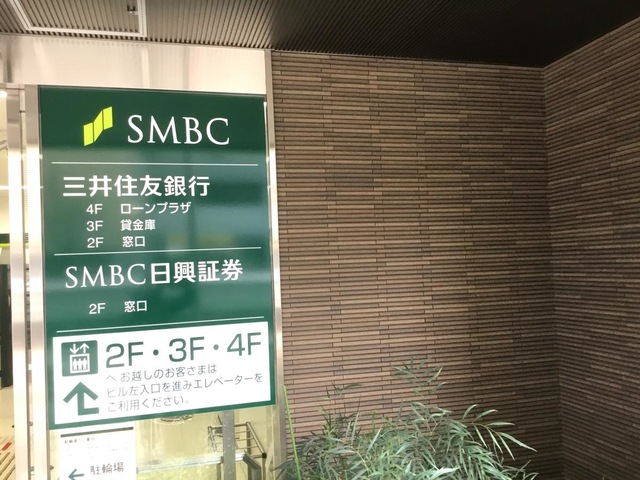 SMBC
三井住友銀行
4F ローンプラザ
3F 貸金庫
2F 窓口
SMBC日興証券
2F 窓口
2F・3F・4F
へお越しのお客さまは
ビル左入口を進みエレベーターを
ご利用ください。
駐輪場